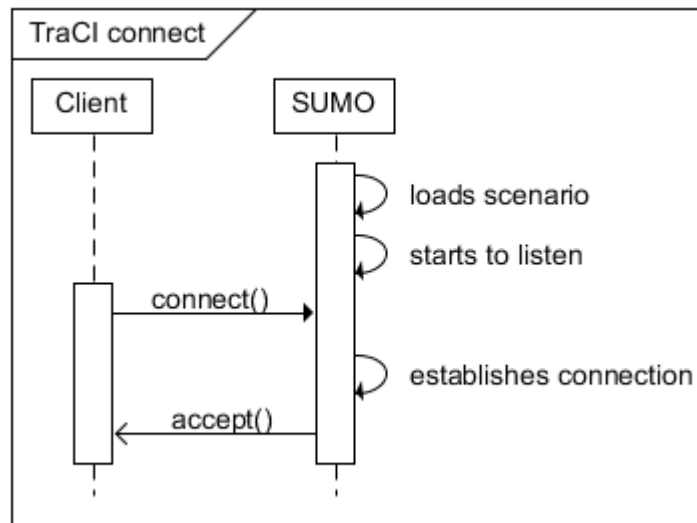 TraCI connect
Client
SUMO
loads scenario
starts to listen
connect()
establishes connection
accept()